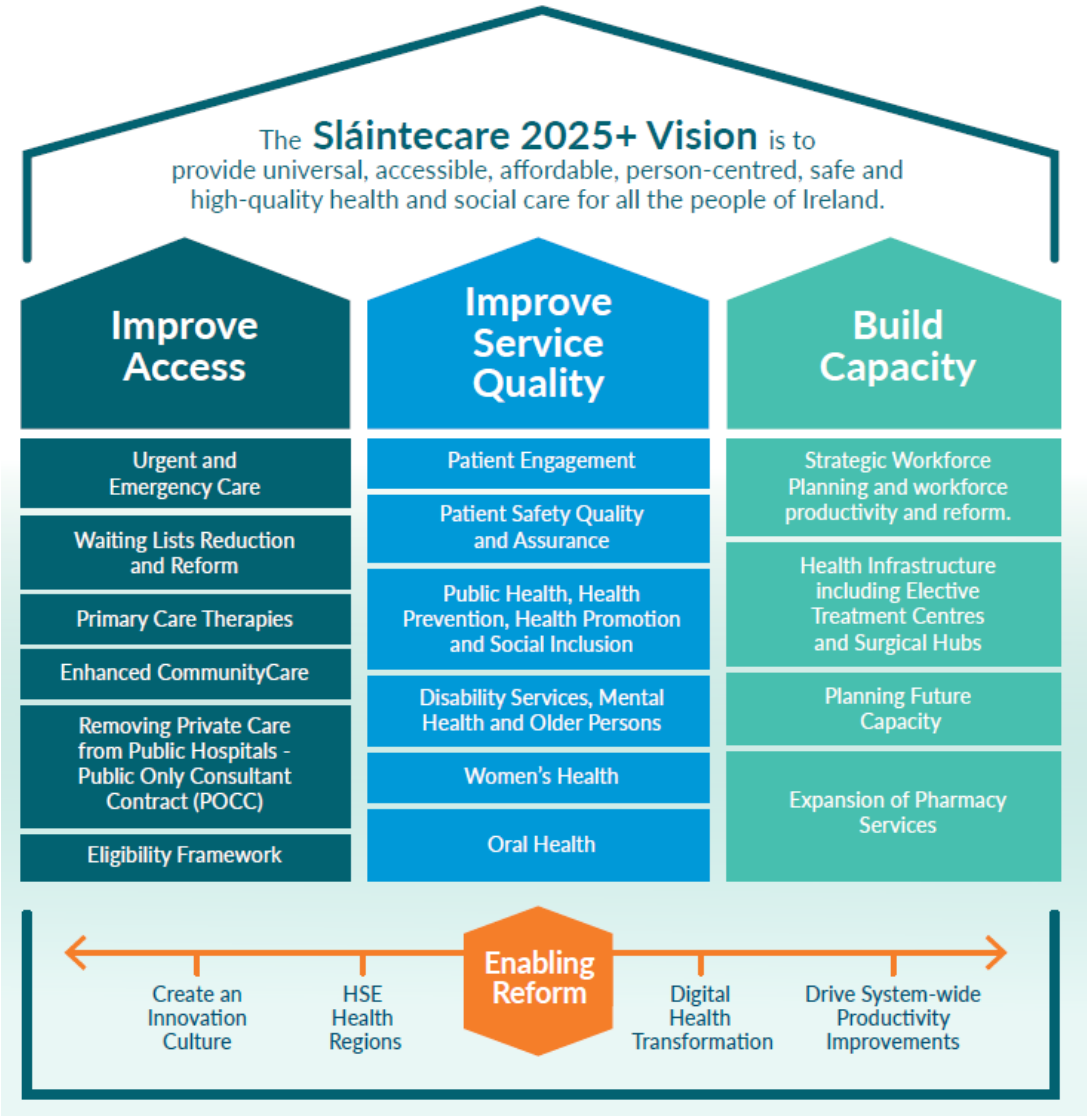 The Sláintecare 2025+ Vision is to
provide universal, accessible, affordable, person-centred, safe and
high-quality health and social care for all the people of Ireland.
Improve
Access
Urgent and
Emergency Care
Waiting Lists Reduction
and Reform
Primary Care Therapies
Enhanced CommunityCare
Removing Private Care
from Public Hospitals -
Public Only Consultant
Contract (POCC)
Eligibility Framework
Improve
Service
Quality
Patient Engagement
Patient Safety Quality
and Assurance
Public Health, Health
Prevention, Health Promotion
and Social Inclusion
Disability Services, Mental
Health and Older Persons
Women's Health
Oral Health
Build
Capacity
Strategic Workforce
Planning and workforce
productivity and reform.
Health Infrastructure
including Elective
Treatment Centres
and Surgical Hubs
Planning Future
Capacity
Expansion of Pharmacy
Services
Enabling
Reform
Create an
Innovation
Culture
HSE
Health
Regions
Digital
Health
Transformation
Drive System-wide
Productivity
Improvements